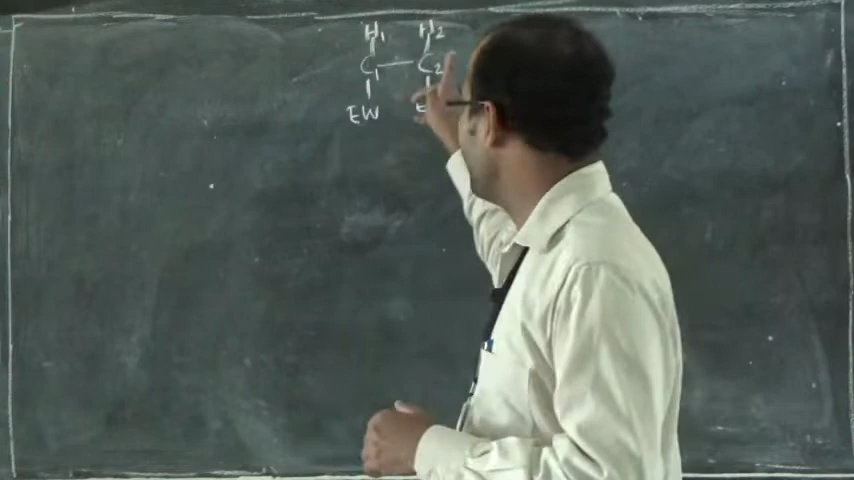 H₁ H₂
C₁ — C₂
EW E